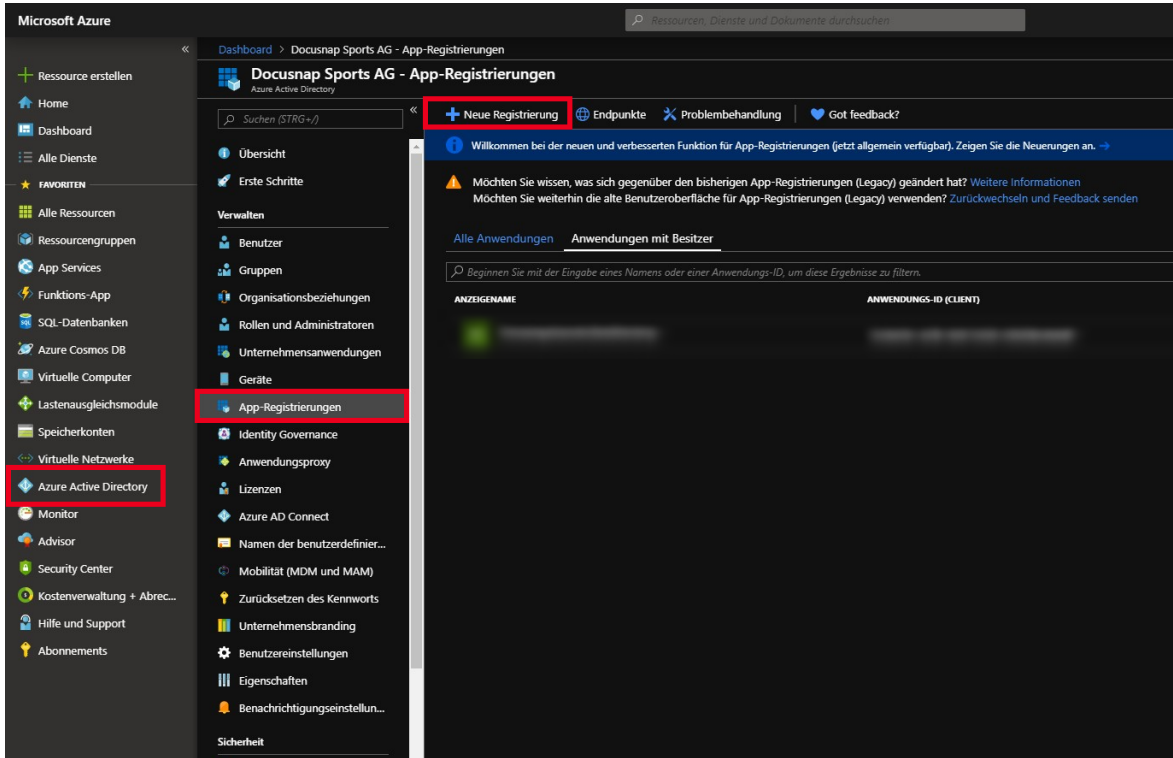 Microsoft Azure
Ressourcen, Dienste und Dokumente durchsuchen
«
Ressource erstellen
Home
Dashboard
Alle Dienste
FAVORITEN
Alle Ressourcen
Ressourcengruppen
App Services
Funktions-App
SQL-Datenbanken
Azure Cosmos DB
Virtuelle Computer
Lastenausgleichsmodule
Speicherkonten
Virtuelle Netzwerke
Azure Active Directory
Monitor
Advisor
Security Center
Kostenverwaltung + Abrec...
Hilfe und Support
Abonnements
Dashboard > Docusnap Sports AG - App-Registrierungen
Docusnap Sports AG - App-Registrierungen
Azure Active Directory
Suchen (STRG+/)
«
Übersicht
Erste Schritte
Verwalten
Benutzer
Gruppen
Organisationsbeziehungen
Rollen und Administratoren
Unternehmensanwendungen
Geräte
App-Registrierungen
Identity Governance
Anwendungsproxy
Lizenzen
Azure AD Connect
Namen der benutzerdefinier...
Mobilität (MDM und MAM)
Zurücksetzen des Kennworts
Unternehmensbranding
Benutzereinstellungen
Eigenschaften
Benachrichtigungseinstellun...
Sicherheit
Neue Registrierung Endpunkte Problembehandlung Got feedback?
Willkommen bei der neuen und verbesserten Funktion für App-Registrierungen (jetzt allgemein verfügbar). Zeigen Sie die Neuerungen an. →
Möchten Sie wissen, was sich gegenüber den bisherigen App-Registrierungen (Legacy) geändert hat? Weitere Informationen
Möchten Sie weiterhin die alte Benutzeroberfläche für App-Registrierungen (Legacy) verwenden? Zurückwechseln und Feedback senden
Alle Anwendungen Anwendungen mit Besitzer
Beginnen Sie mit der Eingabe eines Namens oder einer Anwendungs-ID, um diese Ergebnisse zu filtern.
ANZEIGENAME ANWENDUNGS-ID (CLIENT)